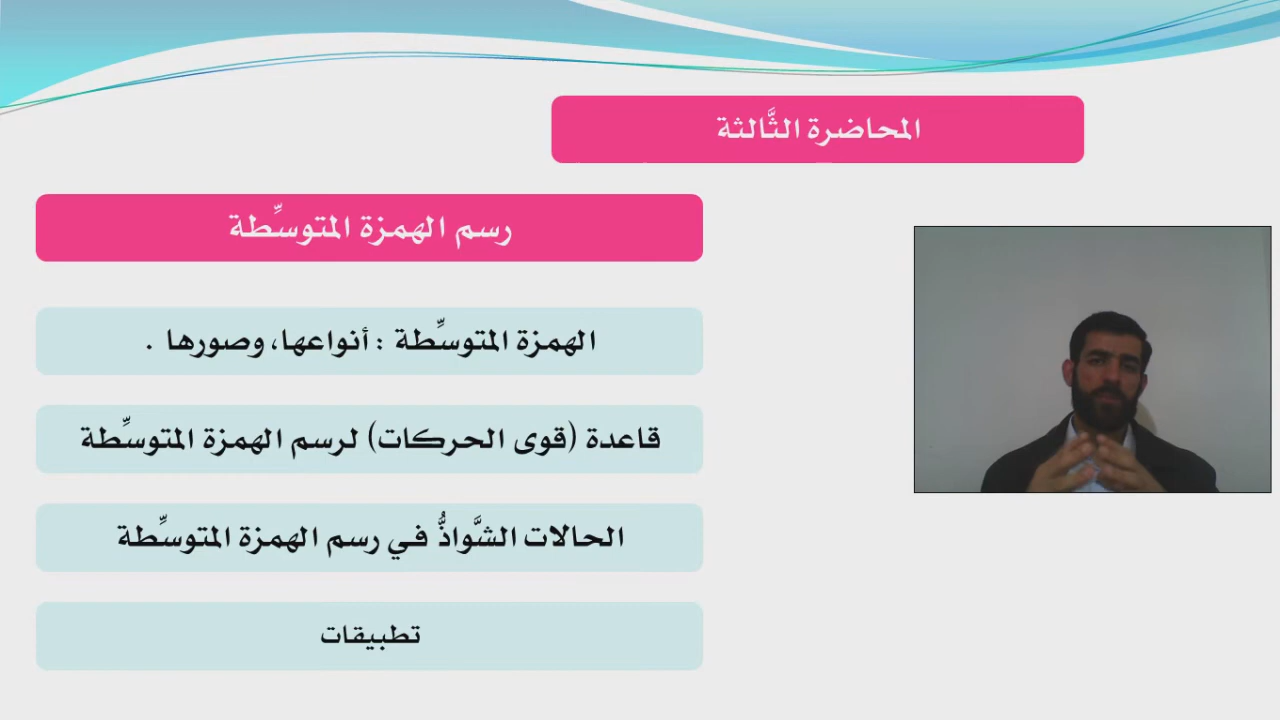 المحاضرة الثَّالثة
رسم الهمزة المتوسِّطة
الهمزة المتوسِّطة : أنواعها، وصورها .
قاعدة (قوى الحركات) لرسم الهمزة المتوسِّطة
الحالات الشَّواذُّ في رسم الهمزة المتوسِّطة
تطبيقات